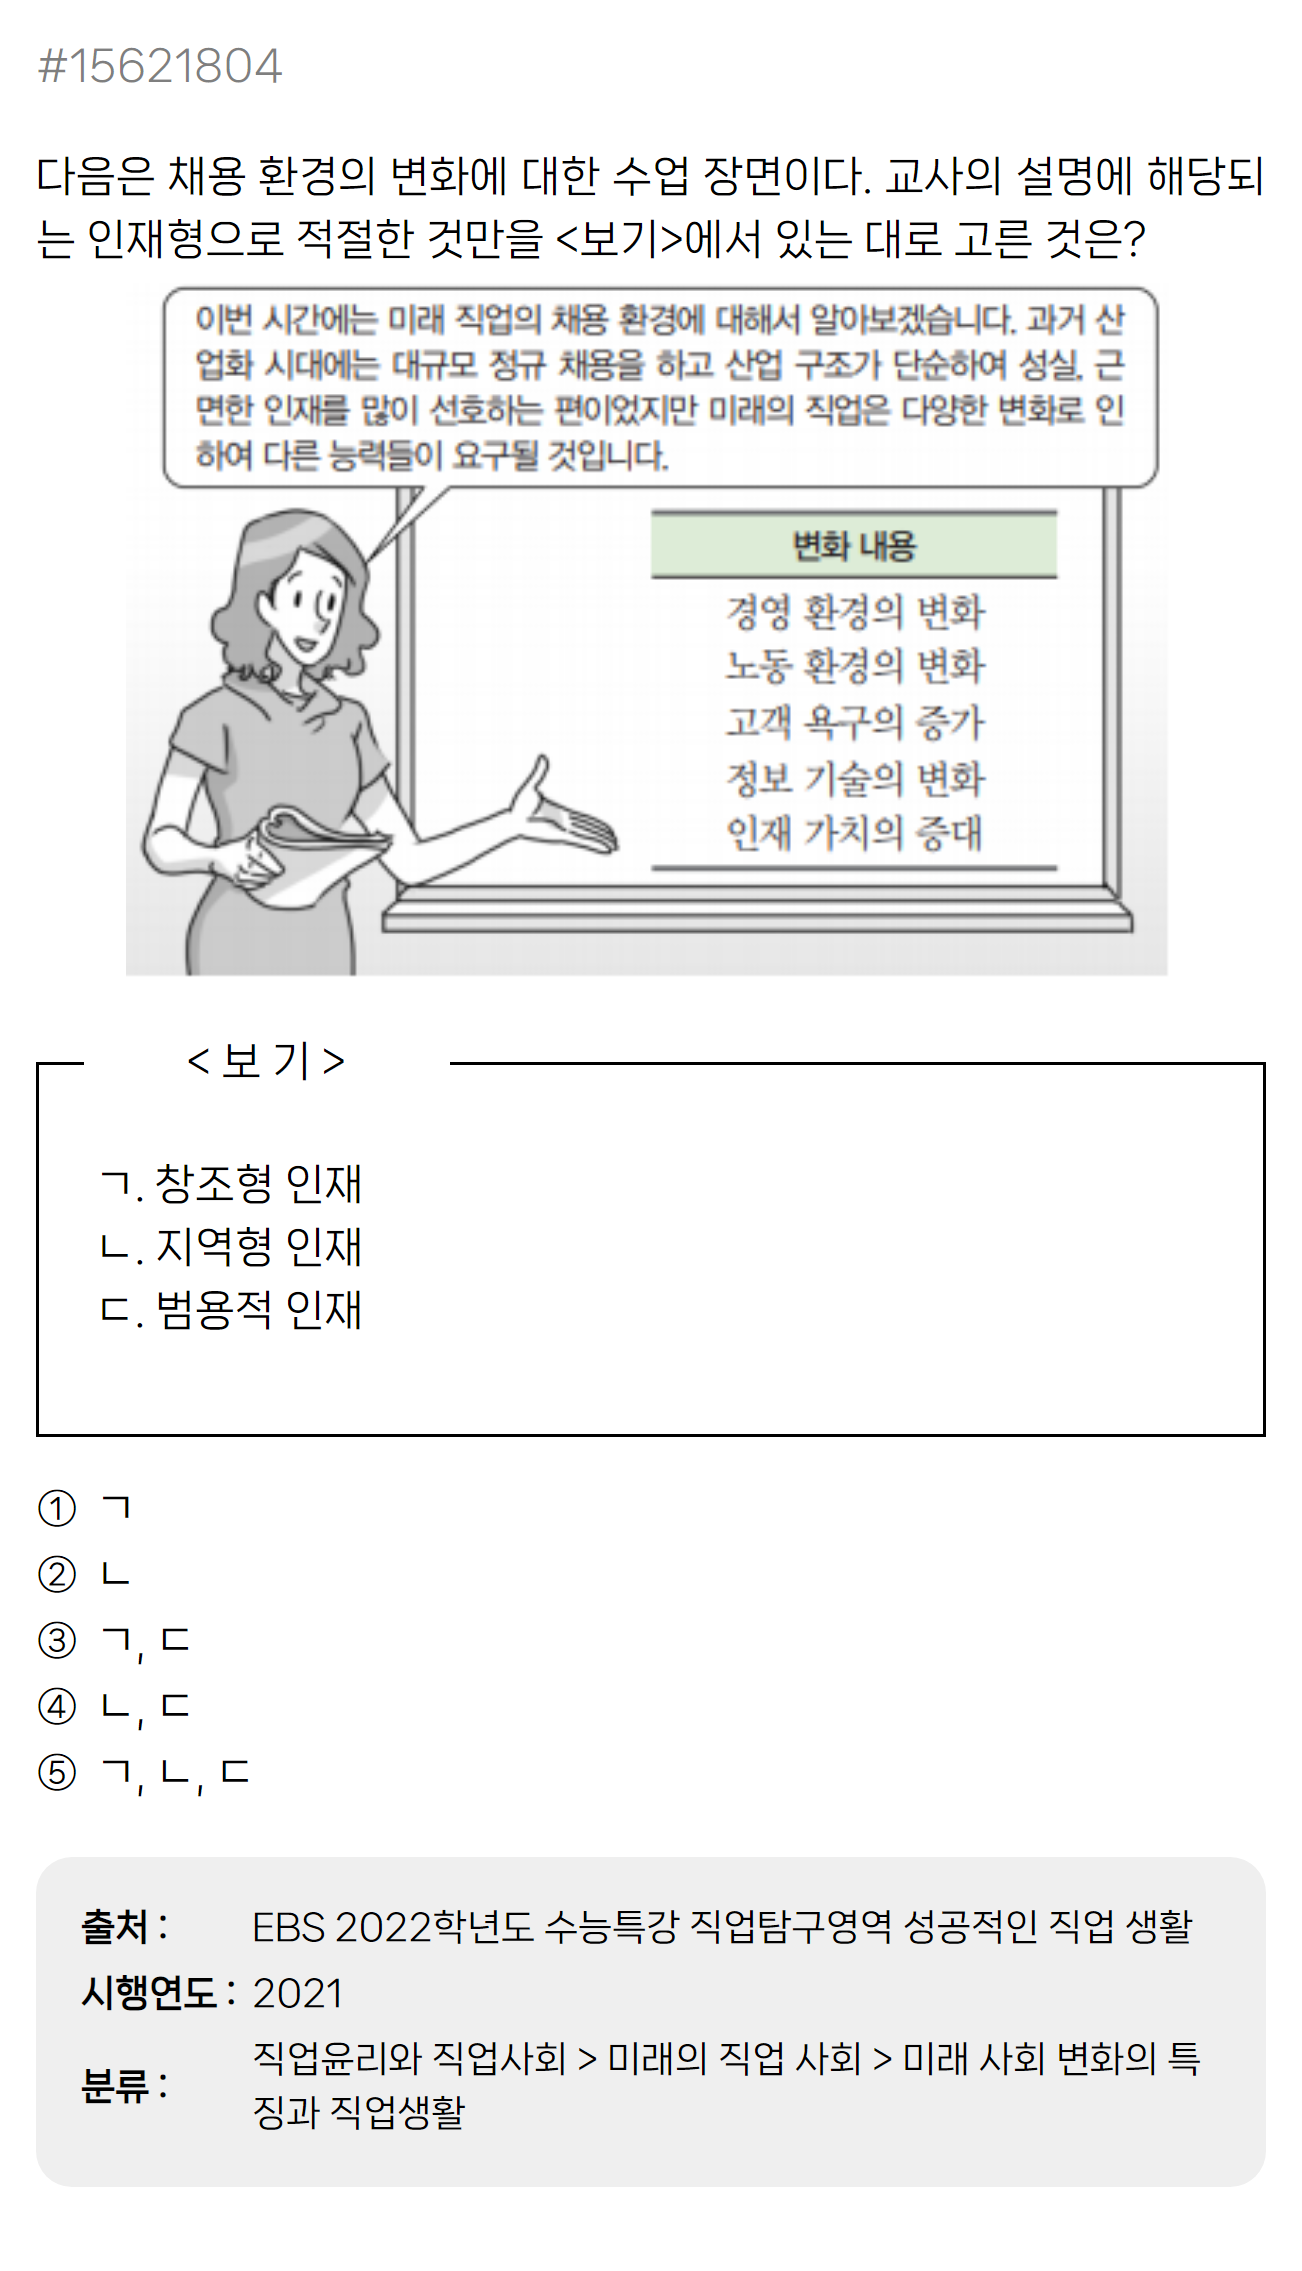 #15621804
다음은 채용 환경의 변화에 대한 수업 장면이다. 교사의 설명에 해당되
는 인재형으로 적절한 것만을 <보기>에서 있는 대로 고른 것은?
이번 시간에는 미래 직업의 채용 환경에 대해서 알아보겠습니다. 과거 산
업화 시대에는 대규모 정규 채용을 하고 산업 구조가 단순하여 성실, 근
면한 인재를 많이 선호하는 편이었지만 미래의 직업은 다양한 변화로 인
하여 다른 능력들이 요구될 것입니다.
변화 내용
경영 환경의 변화
노동 환경의 변화
고객 욕구의 증가
정보 기술의 변화
인재 가치의 증대
< 보 기 >
ㄱ. 창조형 인재
ㄴ. 지역형 인재
ㄷ. 범용적 인재
① ㄱ
② ㄴ
③ ㄱ, ㄷ
④ ㄴ, ㄷ
⑤ ㄱ, ㄴ, ㄷ
출처 : EBS 2022학년도 수능특강 직업탐구영역 성공적인 직업 생활
시행연도 : 2021
분류 : 직업윤리와 직업사회 > 미래의 직업 사회 > 미래 사회 변화의 특
징과 직업생활